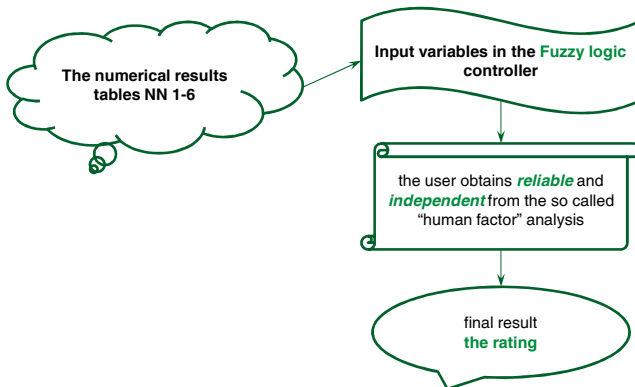 The numerical results
tables NN 1-6
Input variables in the Fuzzy logic
controller
the user obtains reliable and
independent from the so called
“human factor” analysis
final result
the rating